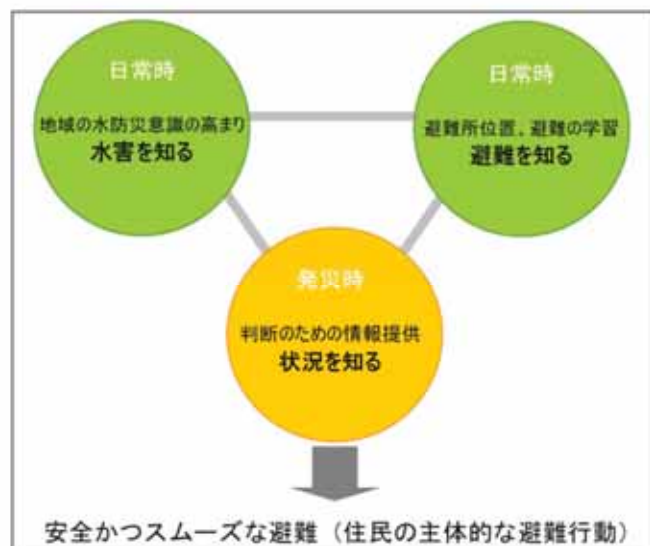 日常時
地域の水防災意識の高まり
水害を知る
日常時
避難所位置、避難の学習
避難を知る
発災時
判断のための情報提供
状況を知る
安全かつスムーズな避難（住民の主体的な避難行動）